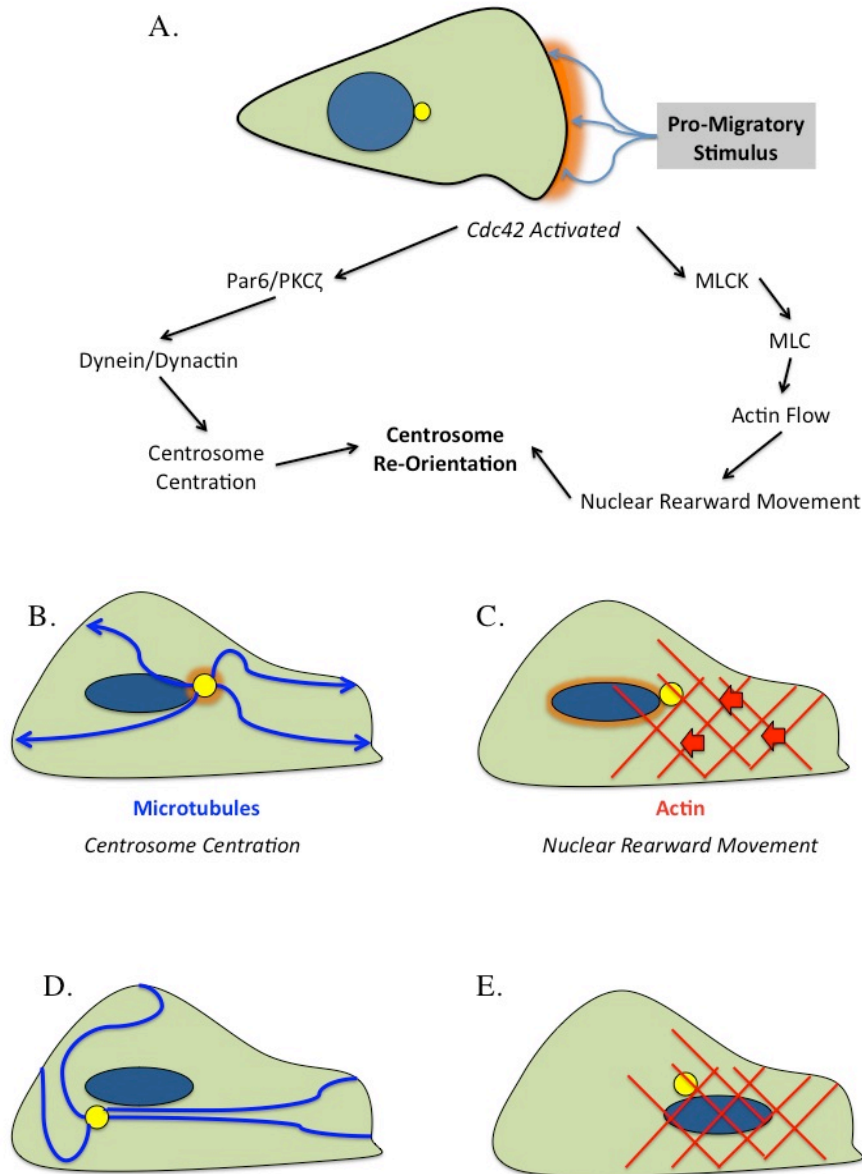 A.
Pro-Migratory
Stimulus
Cdc42 Activated
Par6/PKCζ
MLCK
Dynein/Dynactin
MLC
Actin Flow
Centrosome
Centration
Centrosome
Re-Orientation
Nuclear Rearward Movement
B.
C.
Microtubules
Actin
Centrosome Centration
Nuclear Rearward Movement
D.
E.